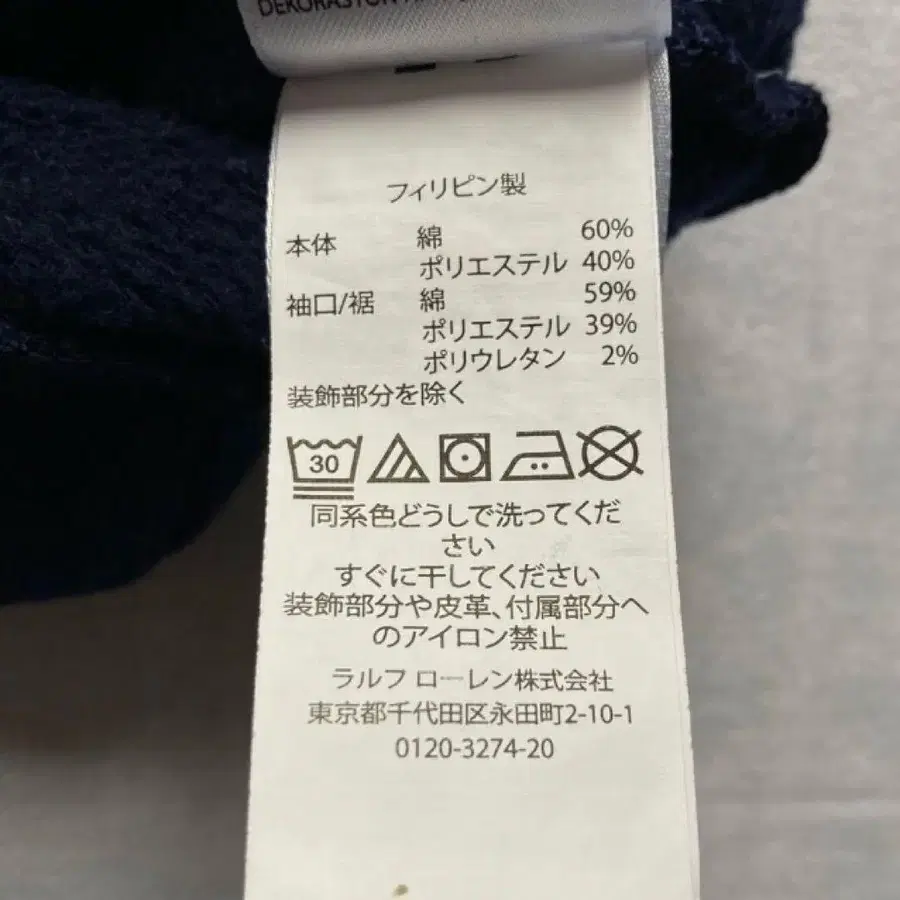 フィリピン製
本体 綿 60%
ポリエステル 40%
袖口/裾 綿 59%
ポリエステル 39%
ポリウレタン 2%
装飾部分を除く
30
同系色どうしで洗ってくだ
さい
すぐに干してください
装飾部分や皮革、付属部分へ
のアイロン禁止
ラルフ ローレン株式会社
東京都千代田区永田町2-10-1
0120-3274-20